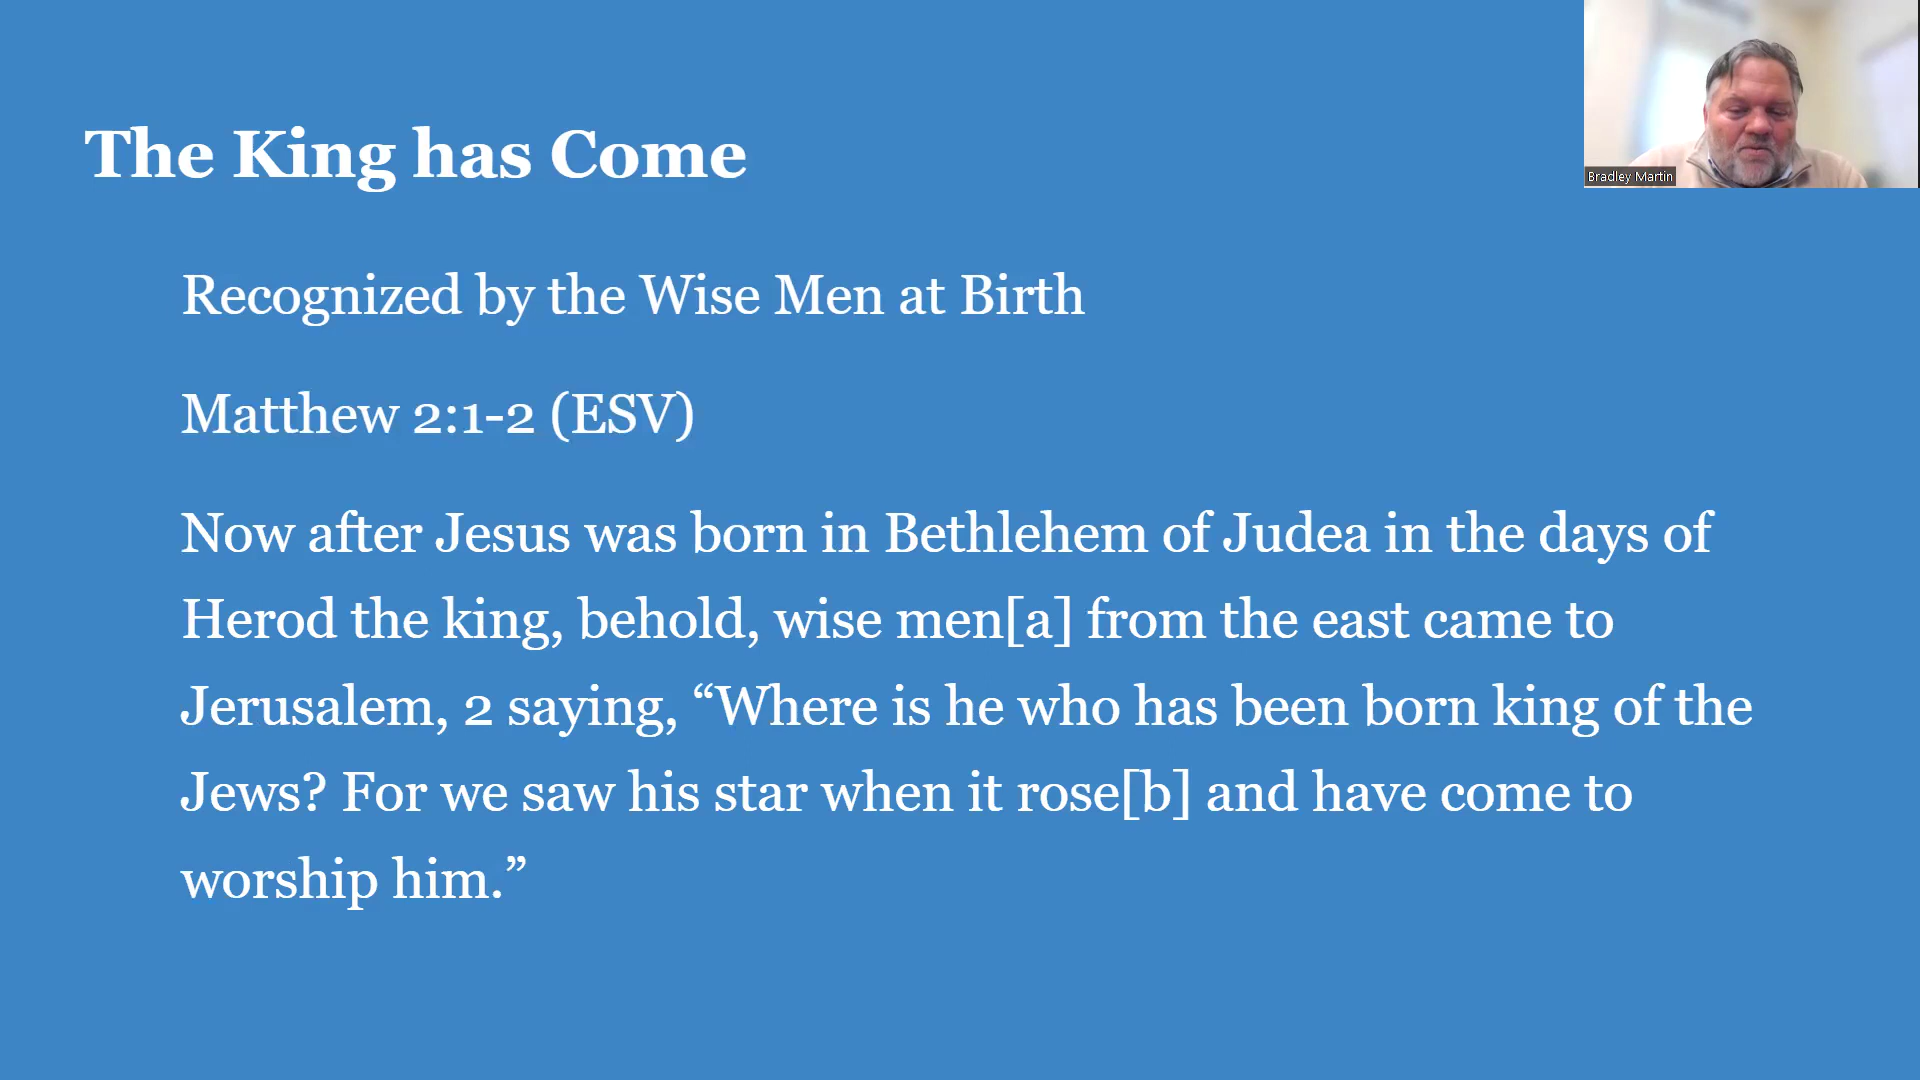 The King has Come
Bradley Martin
Recognized by the Wise Men at Birth
Matthew 2:1-2 (ESV)
Now after Jesus was born in Bethlehem of Judea in the days of
Herod the king, behold, wise men[a] from the east came to
Jerusalem, 2 saying, “Where is he who has been born king of the
Jews? For we saw his star when it rose[b] and have come to
worship him.”